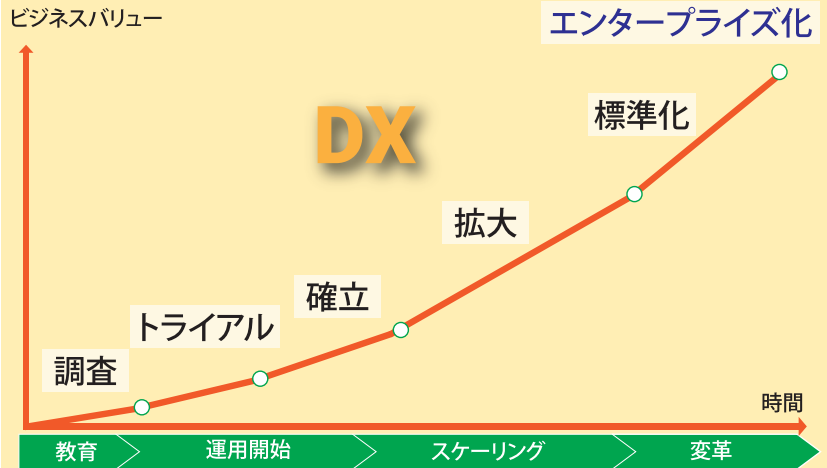 ビジネスバリュー
エンタープライズ化
DX
標準化
拡大
確立
トライアル
調査
時間
教育
運用開始
スケーリング
変革